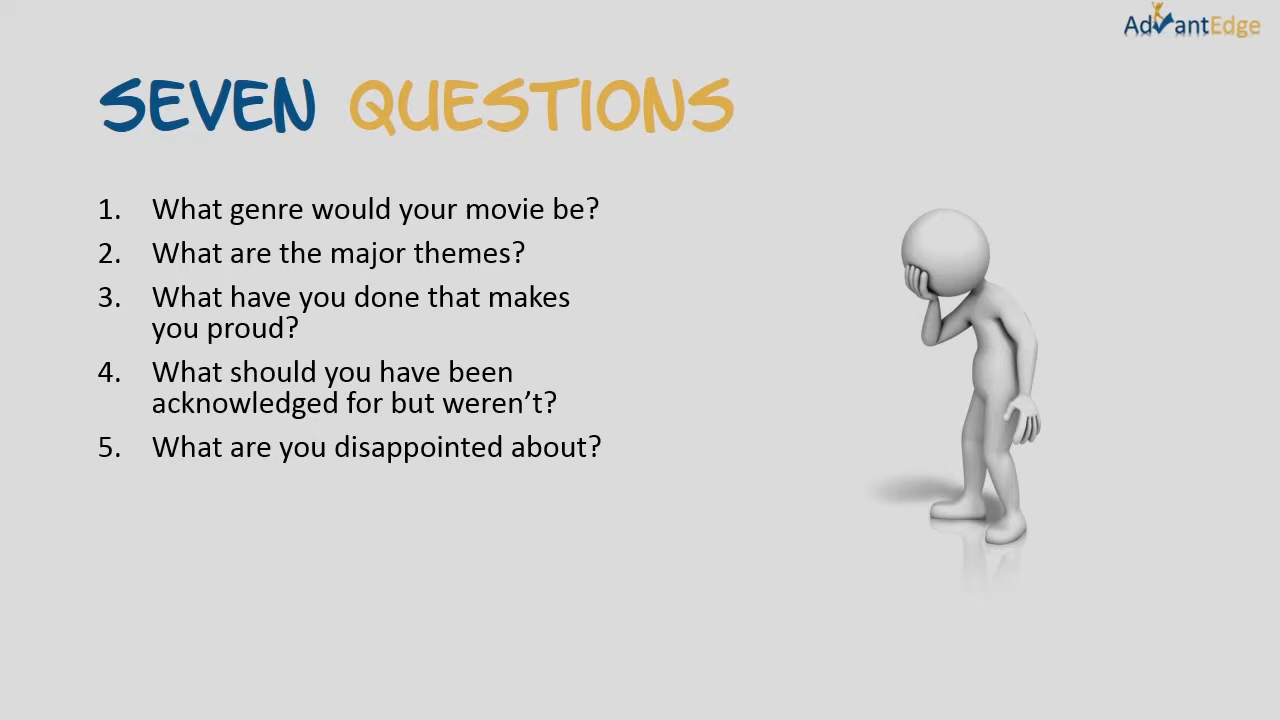 AdvantEdge
SEVEN QUESTIONS
1. What genre would your movie be?
2. What are the major themes?
3. What have you done that makes
you proud?
4. What should you have been
acknowledged for but weren’t?
5. What are you disappointed about?